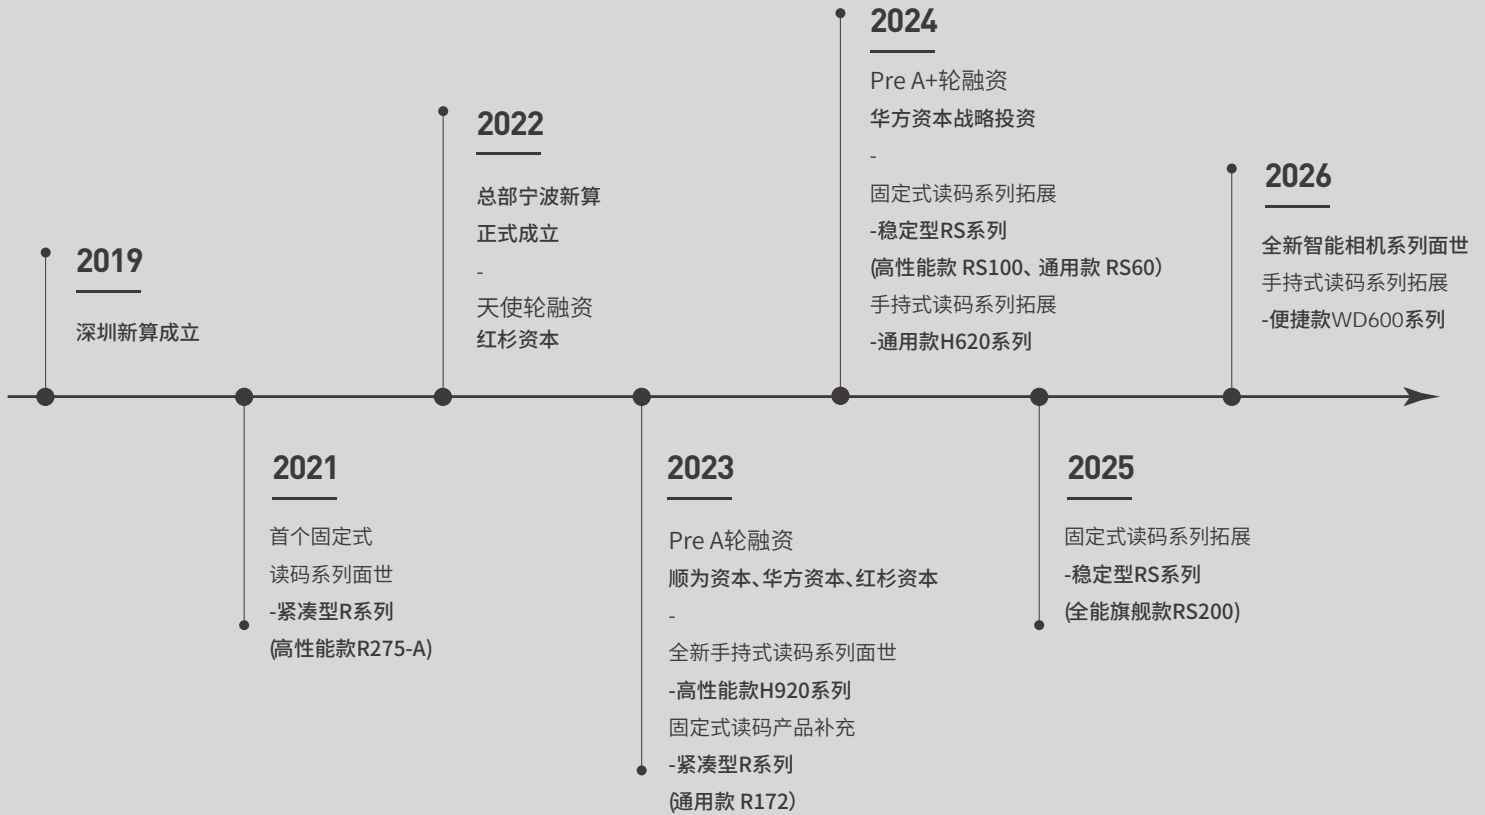 2019
深圳新算成立
2021
首个固定式
读码系列面世
-紧凑型R系列
(高性能款R275-A)
2022
总部宁波新算
正式成立
-
天使轮融资
红杉资本
2023
Pre A轮融资
顺为资本、华方资本、红杉资本
-
全新手持式读码系列面世
-高性能款H920系列
固定式读码产品补充
-紧凑型R系列
(通用款 R172）
2024
Pre A+轮融资
华方资本战略投资
-
固定式读码系列拓展
-稳定型RS系列
(高性能款 RS100、通用款 RS60）
手持式读码系列拓展
-通用款H620系列
2025
固定式读码系列拓展
-稳定型RS系列
(全能旗舰款RS200)
2026
全新智能相机系列面世
手持式读码系列拓展
-便捷款WD600系列